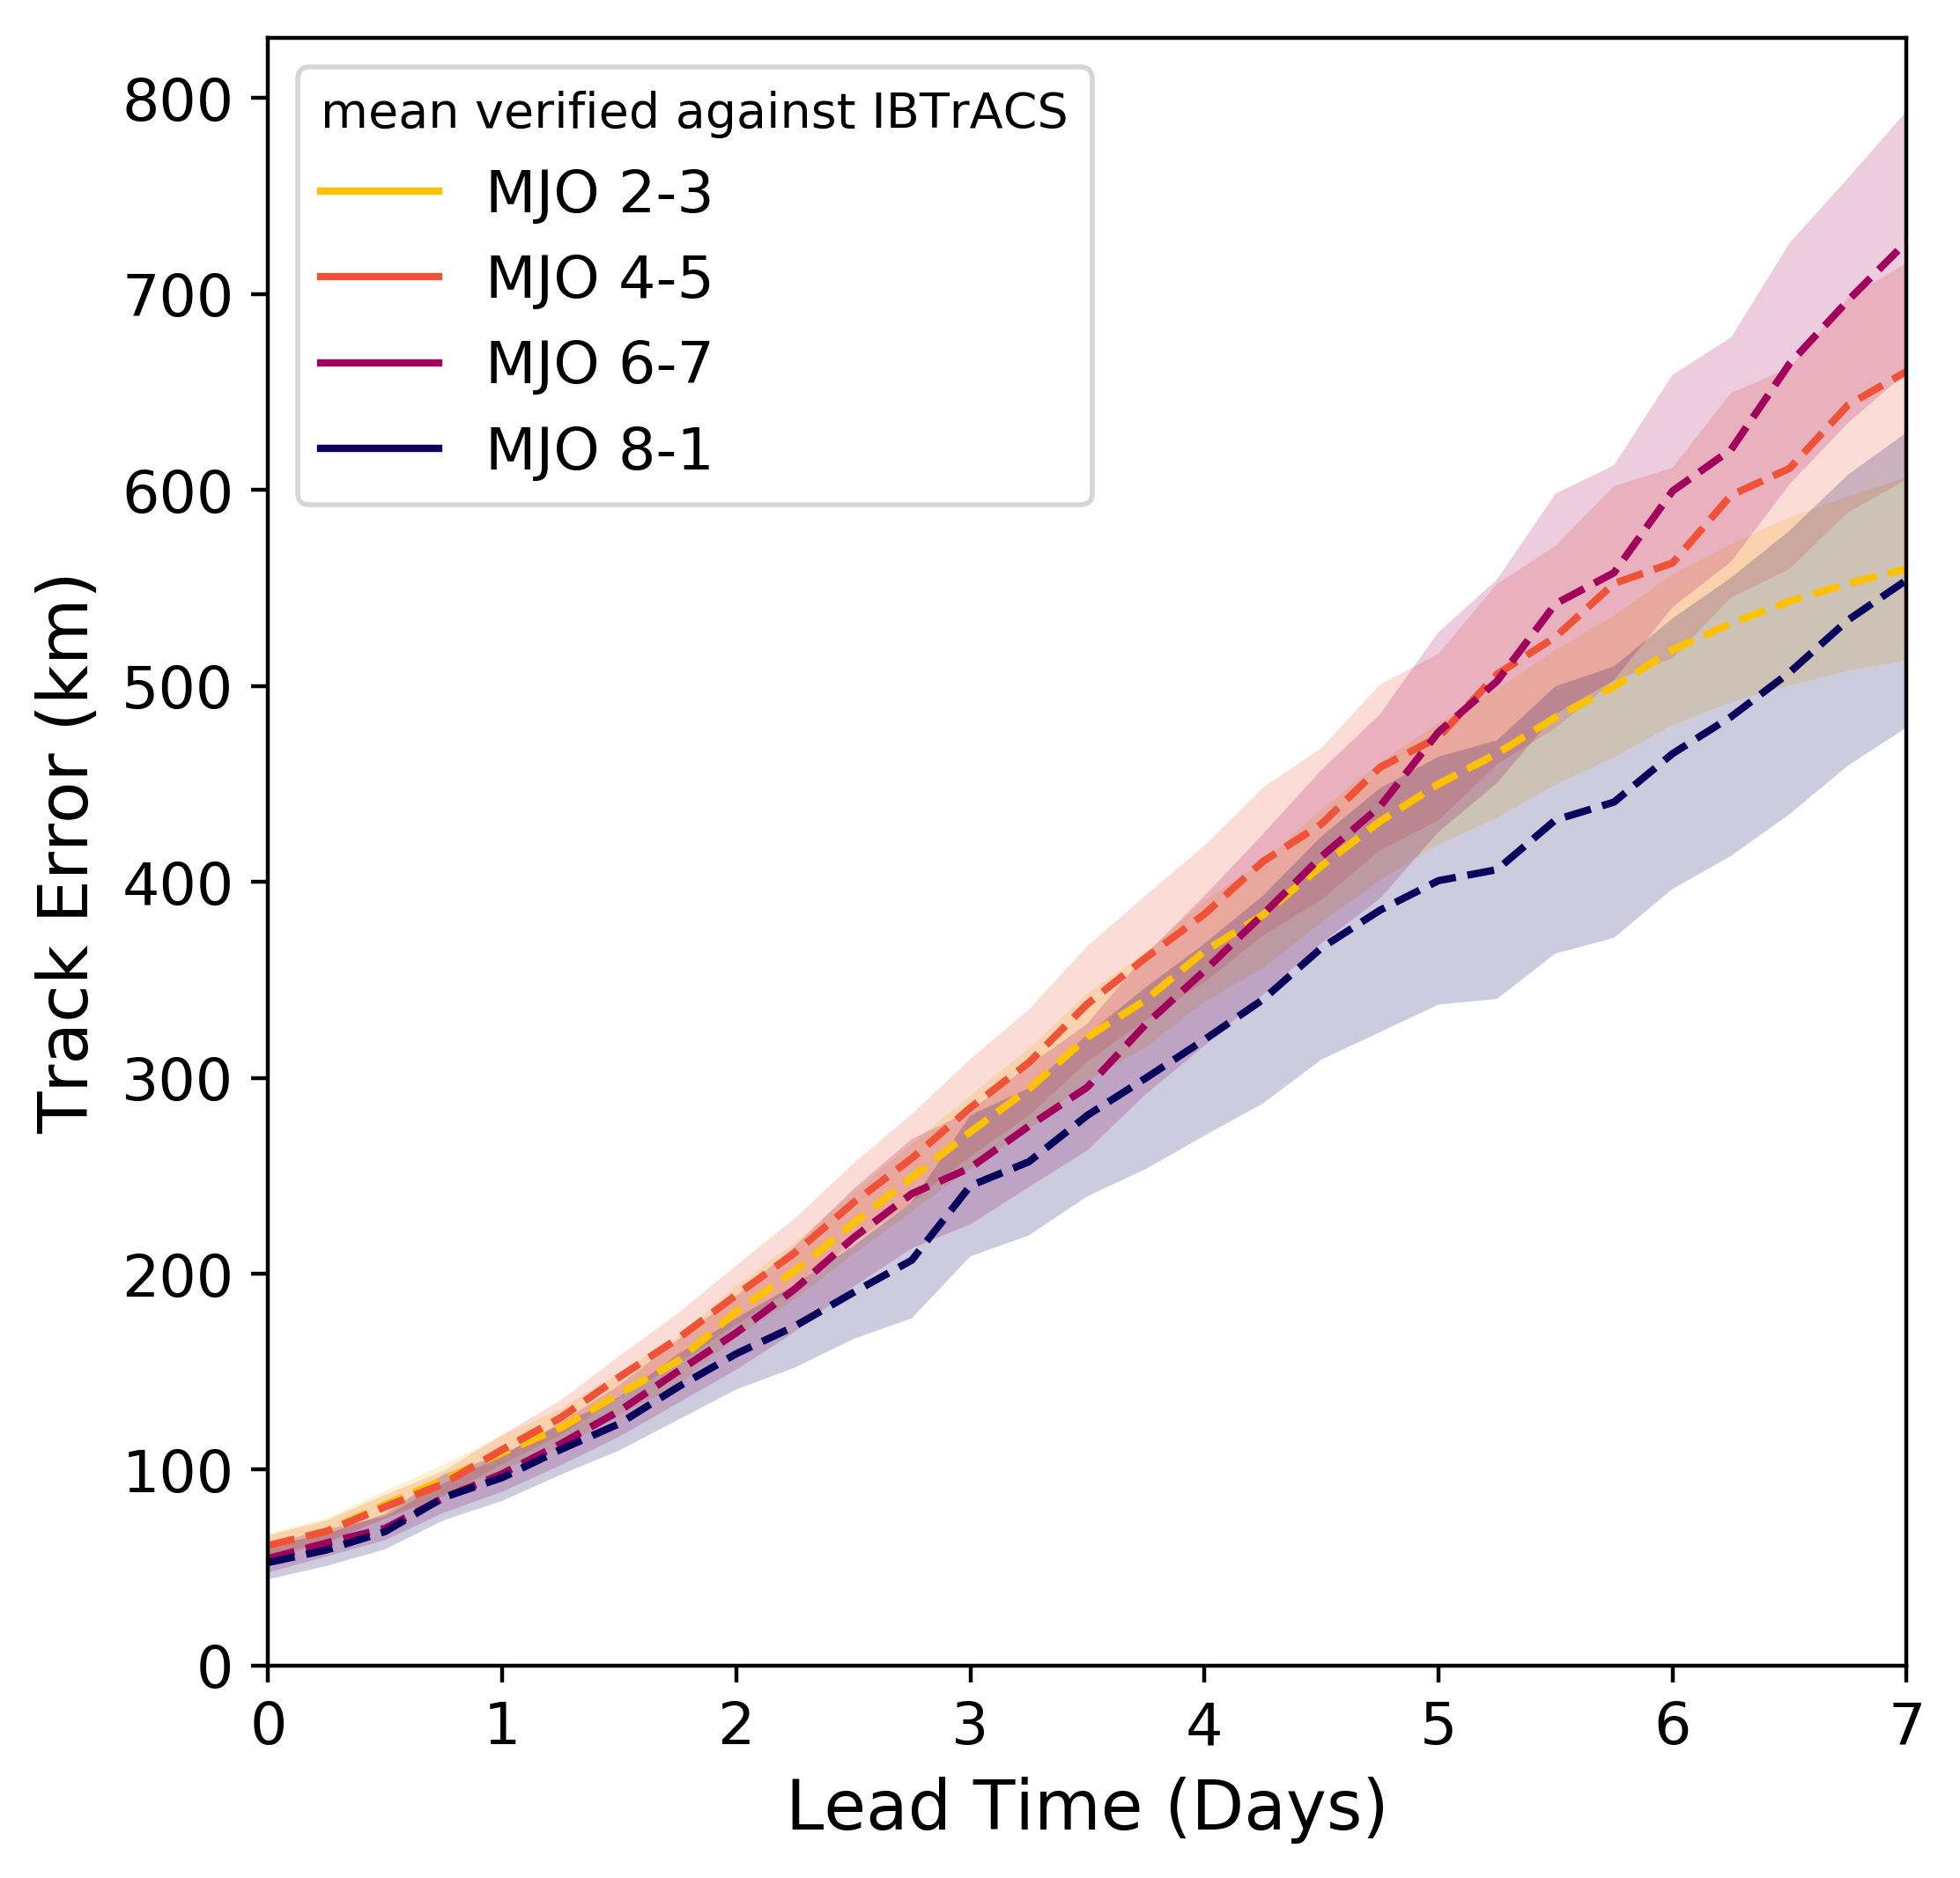 mean verified against IBTrACS
MJO 2-3
MJO 4-5
MJO 6-7
MJO 8-1
Track Error (km)
800
700
600
500
400
300
200
100
0
0 1 2 3 4 5 6 7
Lead Time (Days)